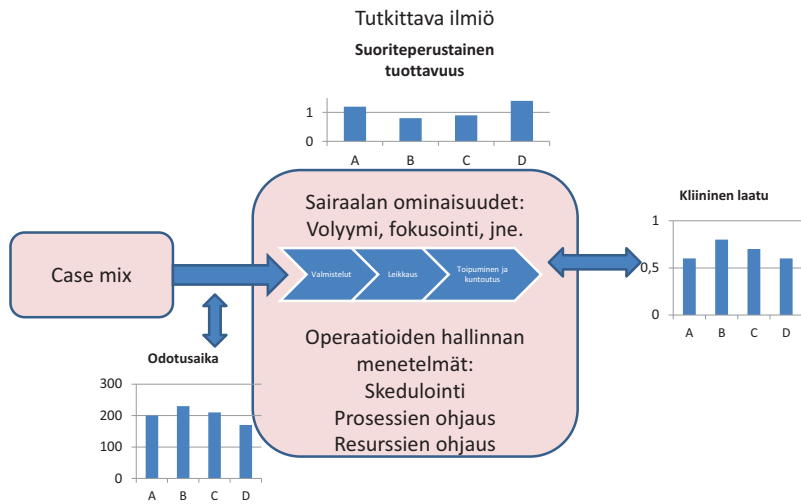 Tutkittava ilmiö
Suoriteperustainen
tuottavuus
1
0
A B C D
Sairaalan ominaisuudet:
Volyymi, fokusointi, jne.
Case mix
Valmistelut
Leikkaus
Toipuminen ja
kuntoutus
Operaatioiden hallinnan
menetelmät:
Skedulointi
Prosessien ohjaus
Resurssien ohjaus
Kliininen laatu
1
0,5
0
A B C D
Odotusaika
300
200
100
0
A B C D